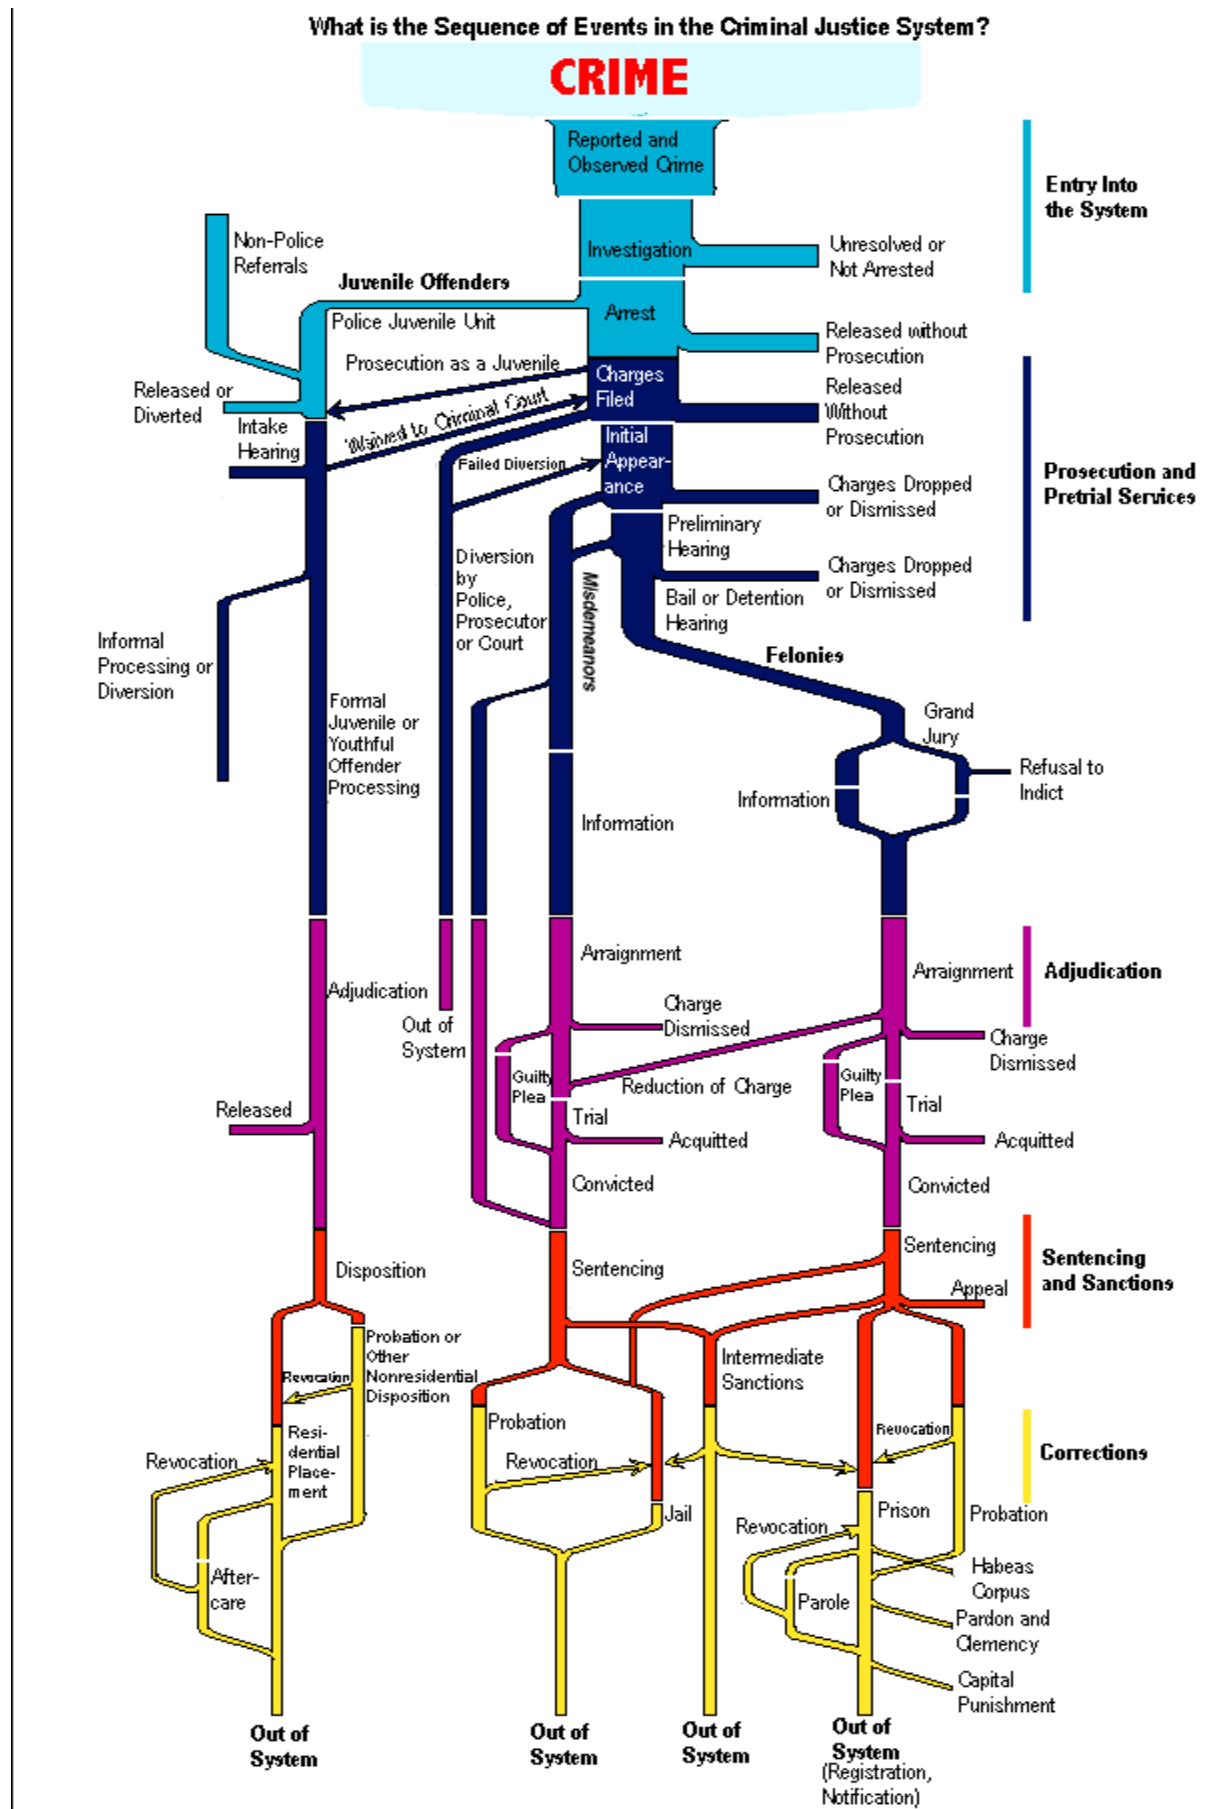 What is the Sequence of Events in the Criminal Justice System?
CRIME
Reported and
Observed Crime
Entry Into
the System
Non-Police
Referrals
Investigation
Unresolved or
Not Arrested
Juvenile Offenders
Police Juvenile Unit
Arrest
Released without
Prosecution
Prosecution as a Juvenile
Charges
Filed
Released or
Diverted
Released
Without
Prosecution
Waived to Criminal Court
Intake
Hearing
Initial
Appear-
ance
Failed Diversion
Prosecution and
Pretrial Services
Charges Dropped
or Dismissed
Preliminary
Hearing
Diversion
by
Police,
Prosecutor
or Court
Misdemeanors
Charges Dropped
or Dismissed
Bail or Detention
Hearing
Informal
Processing or
Diversion
Felonies
Formal
Juvenile or
Youthful
Offender
Processing
Grand
Jury
Refusal to
Indict
Information
Information
Arraignment
Arraignment
Adjudication
Adjudication
Out of
System
Charge
Dismissed
Charge
Dismissed
Guilty
Plea
Reduction of Charge
Guilty
Plea
Released
Trial
Trial
Acquitted
Acquitted
Convicted
Convicted
Disposition
Sentencing
Sentencing
Sentencing
and Sanctions
Appeal
Probation or
Other
Nonresidential
Disposition
Revocation
Intermediate
Sanctions
Probation
Revocation
Corrections
Resi-
dential
Place-
ment
Revocation
Revocation
Jail
Prison
Probation
Revocation
After-
care
Parole
Habeas
Corpus
Pardon and
Clemency
Capital
Punishment
Out of
System
Out of
System
Out of
System
Out of
System
(Registration,
Notification)